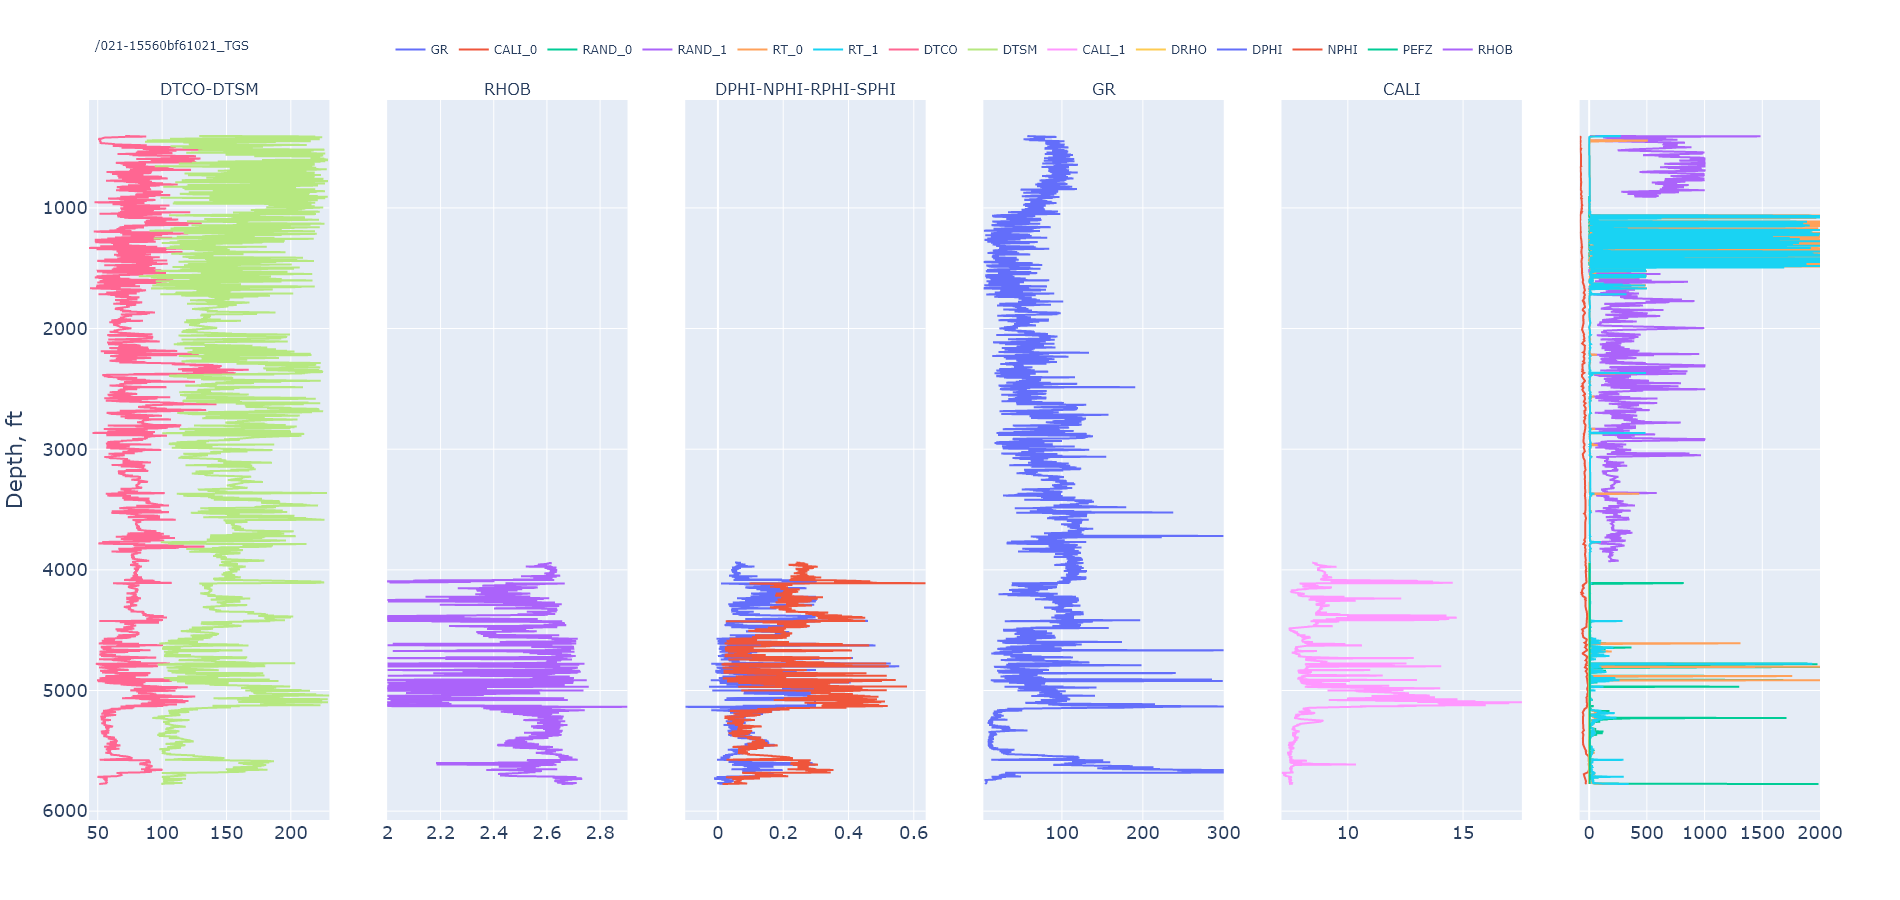 /021-15560bf61021_TGS
GR CALI_0 RAND_0 RAND_1 RT_0 RT_1 DTCO DTSM CALI_1 DRHO DPHI NPHI PEFZ RHOB
DTCO-DTSM RHOB DPHI-NPHI-RPHI-SPHI GR CALI
1000
2000
3000
4000
5000
6000
Depth, ft
50 100 150 200 2 2.2 2.4 2.6 2.8 0 0.2 0.4 0.6 100 200 300 10 15 0 500 1000 1500 2000